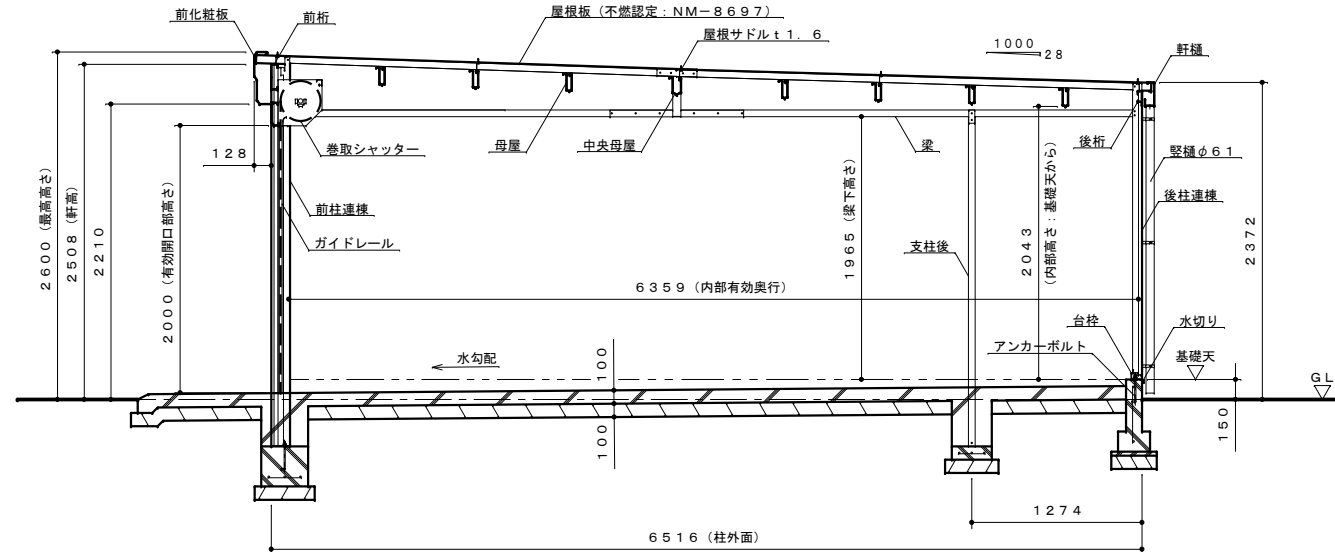 屋根板（不燃認定：NM－8697）
前化粧板
前桁
屋根サドルｔ1．6
1000
28
軒樋
巻取シャッター
母屋
中央母屋
梁
後桁
竪樋φ61
128
前柱連棟
後柱連棟
ガイドレール
支柱後
2600（最高高さ）
2508（軒高）
2210
2000（有効開口部高さ）
1965（梁下高さ）
2043
（内部高さ：基礎天から）
2372
6359（内部有効奥行）
台枠
水切り
アンカーボルト
基礎天
水勾配
100
100
GL
150
1274
6516（柱外面）